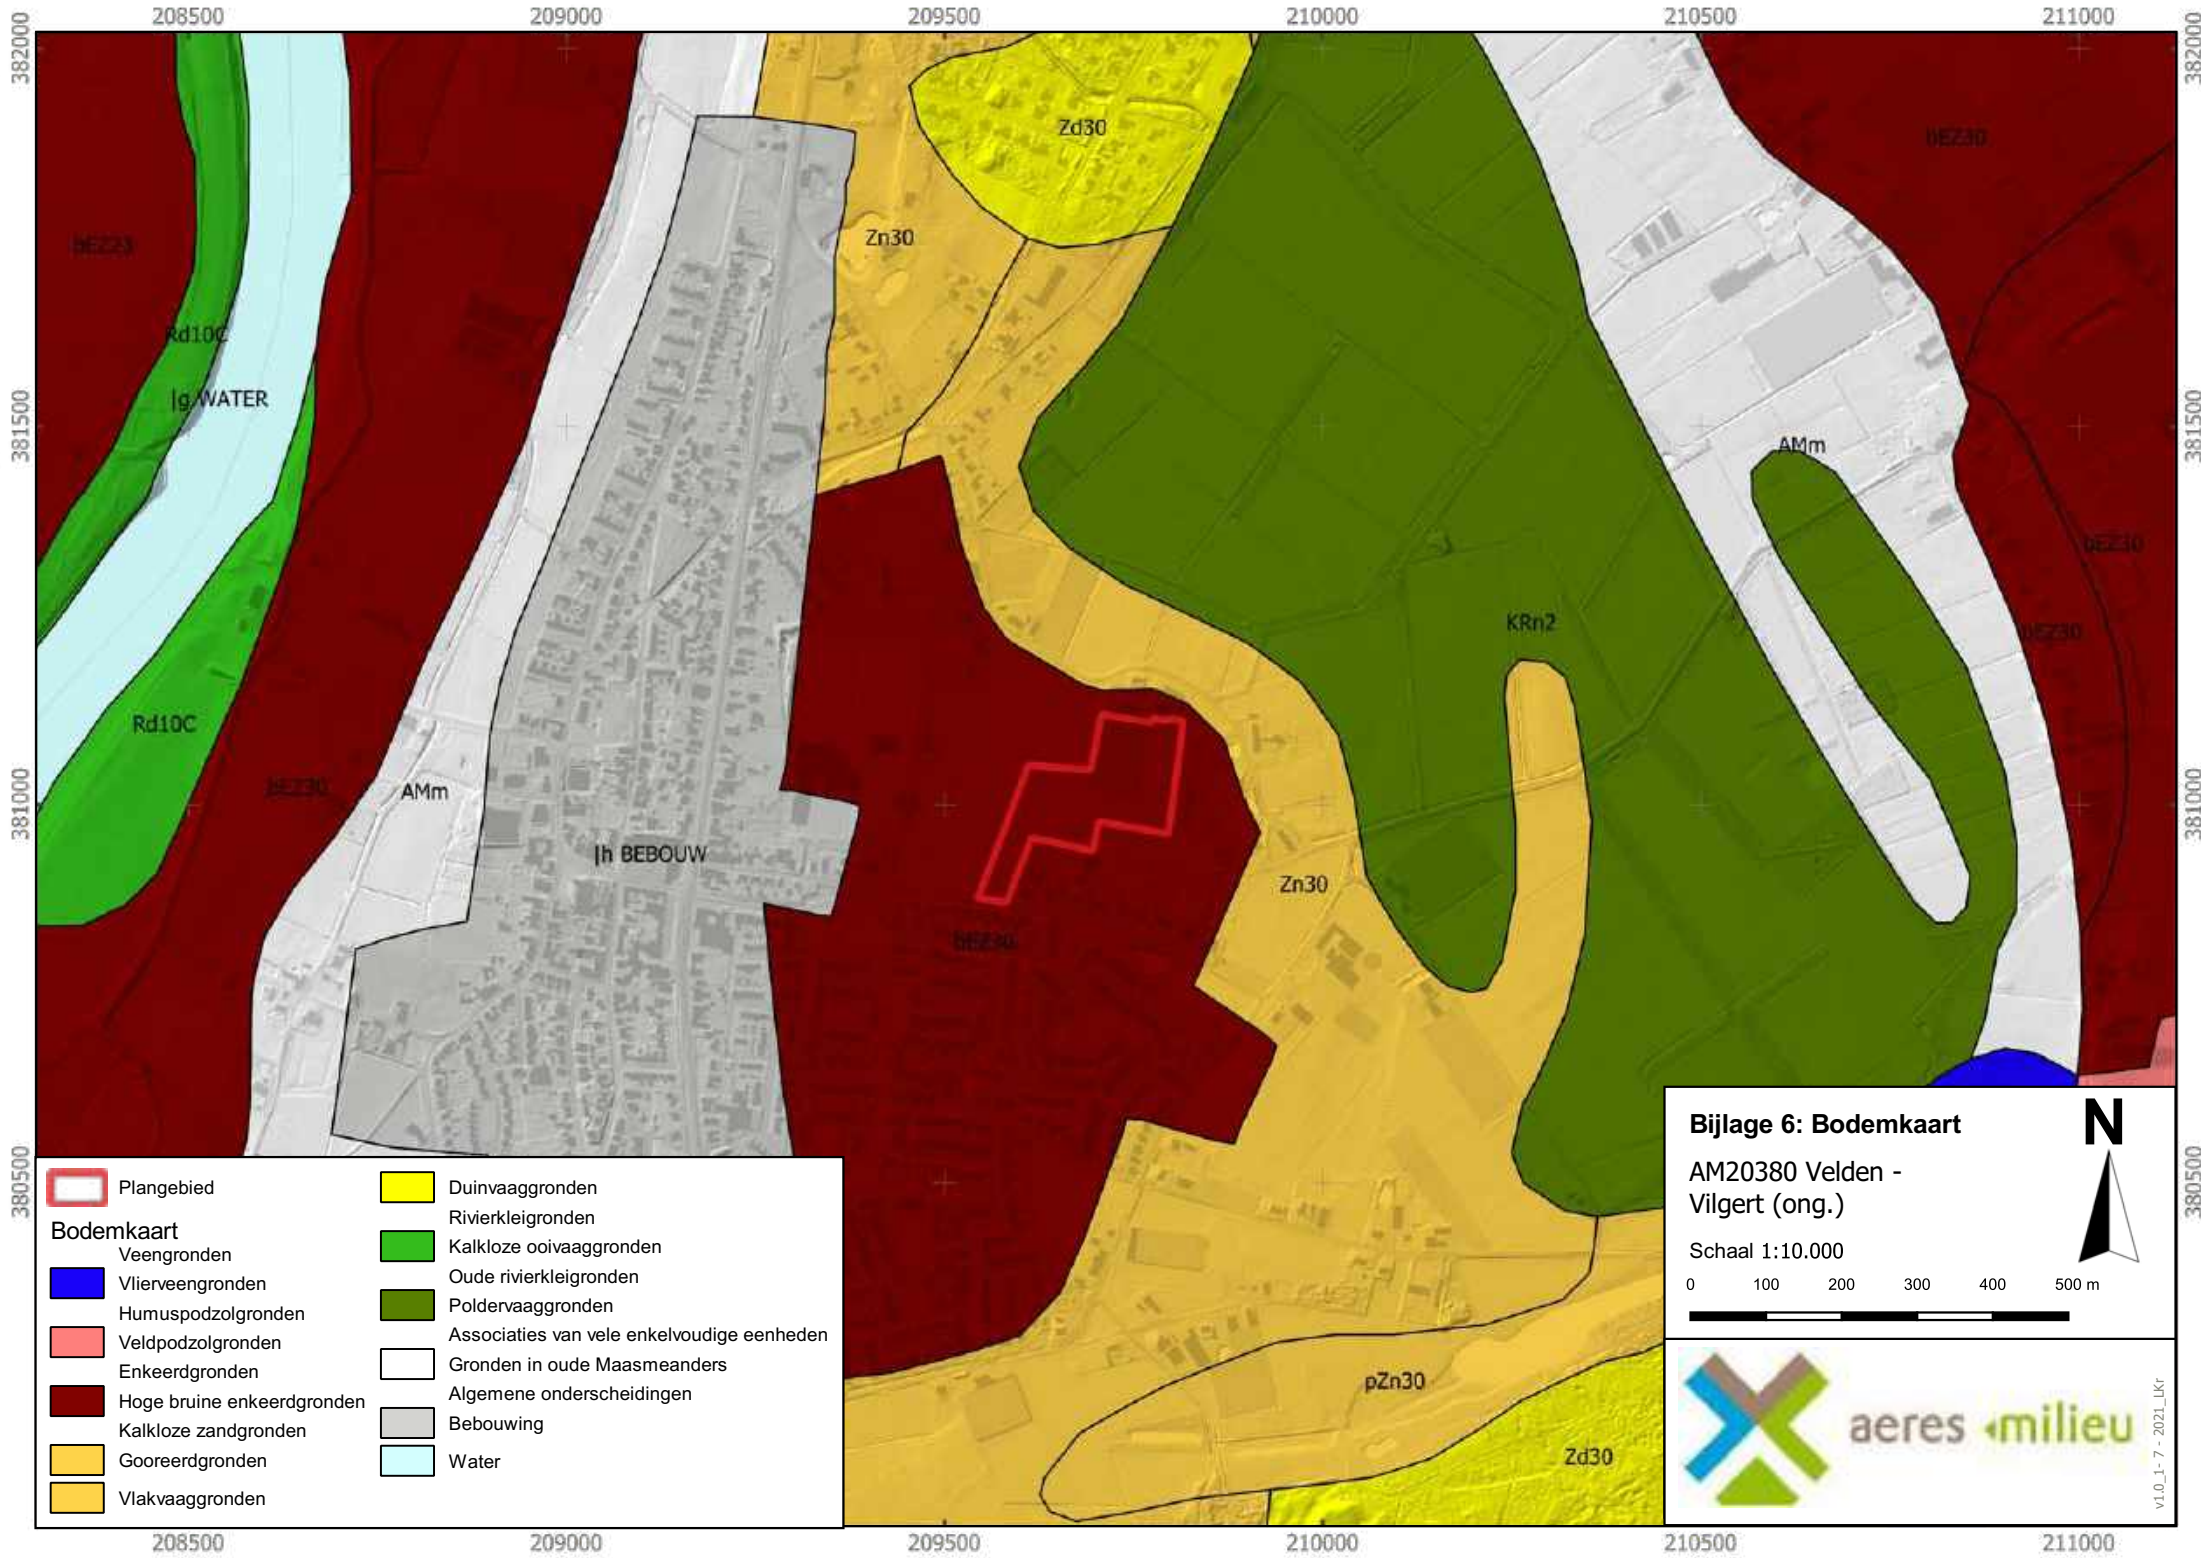 208500 209000 209500 210000 210500 211000
382000 382000
Zd30
bEZ30
bEZ23
Zn30
Rd10C
|g WATER
381500 381500
AMm
bEZ30
KRn2
bEZ30
Rd10C
bEZ30
AMm
381000 381000
|h BEBOUW
Zn30
bEZ30
380500 380500
pZn30
Zd30
Plangebied
Bodemkaart
Veengronden
Vlierveengronden
Humuspodzolgronden
Veldpodzolgronden
Enkeerdgronden
Hoge bruine enkeerdgronden
Kalkloze zandgronden
Gooreerdgronden
Vlakvaaggronden
Duinvaaggronden
Rivierkleigronden
Kalkloze ooivaaggronden
Oude rivierkleigronden
Poldervaaggronden
Associaties van vele enkelvoudige eenheden
Gronden in oude Maasmeanders
Algemene onderscheidingen
Bebouwing
Water
Bijlage 6: Bodemkaart
N
AM20380 Velden -
Vilgert (ong.)
Schaal 1:10.000
0 100 200 300 400 500 m
aeres milieu
v1.0_1- 7 - 2021_LKr
208500 209000 209500 210000 210500 211000